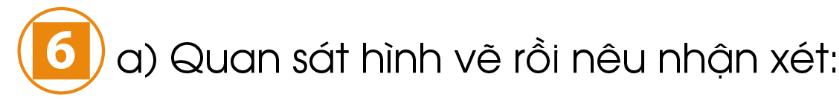 6 a) Quan sát hình vẽ rồi nêu nhận xét: